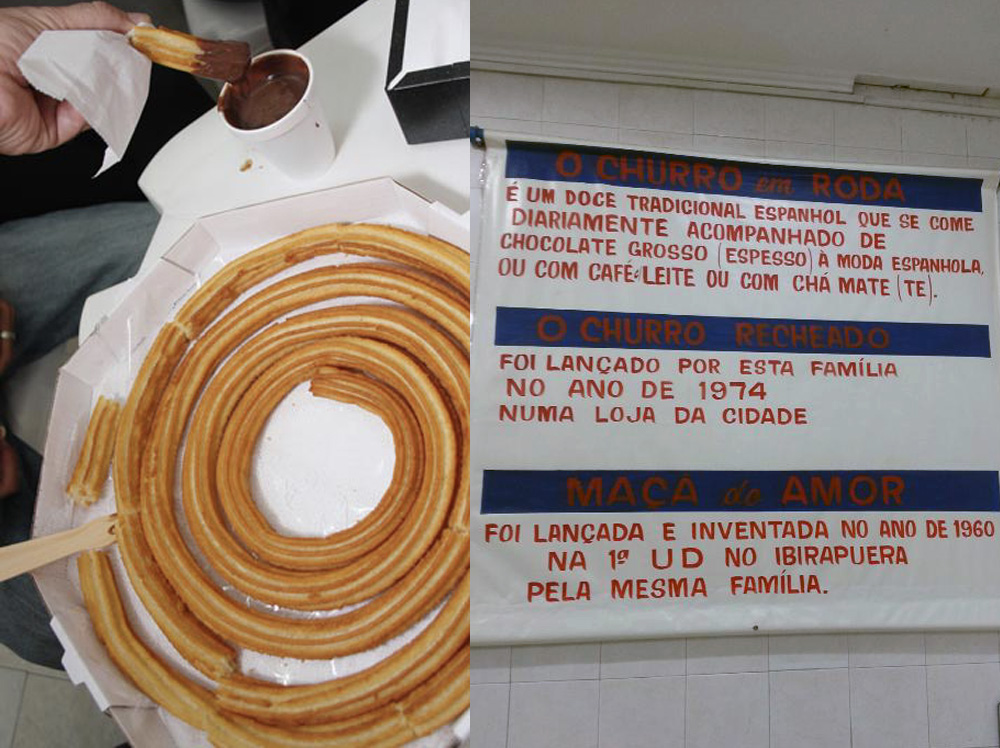 O CHURRO em RODA
É UM DOCE TRADICIONAL ESPANHOL QUE SE COME
DIARIAMENTE ACOMPANHADO DE
CHOCOLATE GROSSO (ESPESSO) À MODA ESPANHOLA,
OU COM CAFÉ & LEITE OU COM CHÁ MATE (TE).
O CHURRO RECHEADO
FOI LANÇADO POR ESTA FAMÍLIA
NO ANO DE 1974
NUMA LOJA DA CIDADE
MAÇÃ do AMOR
FOI LANÇADA E INVENTADA NO ANO DE 1960
NA 1ª UD NO IBIRAPUERA
PELA MESMA FAMÍLIA.